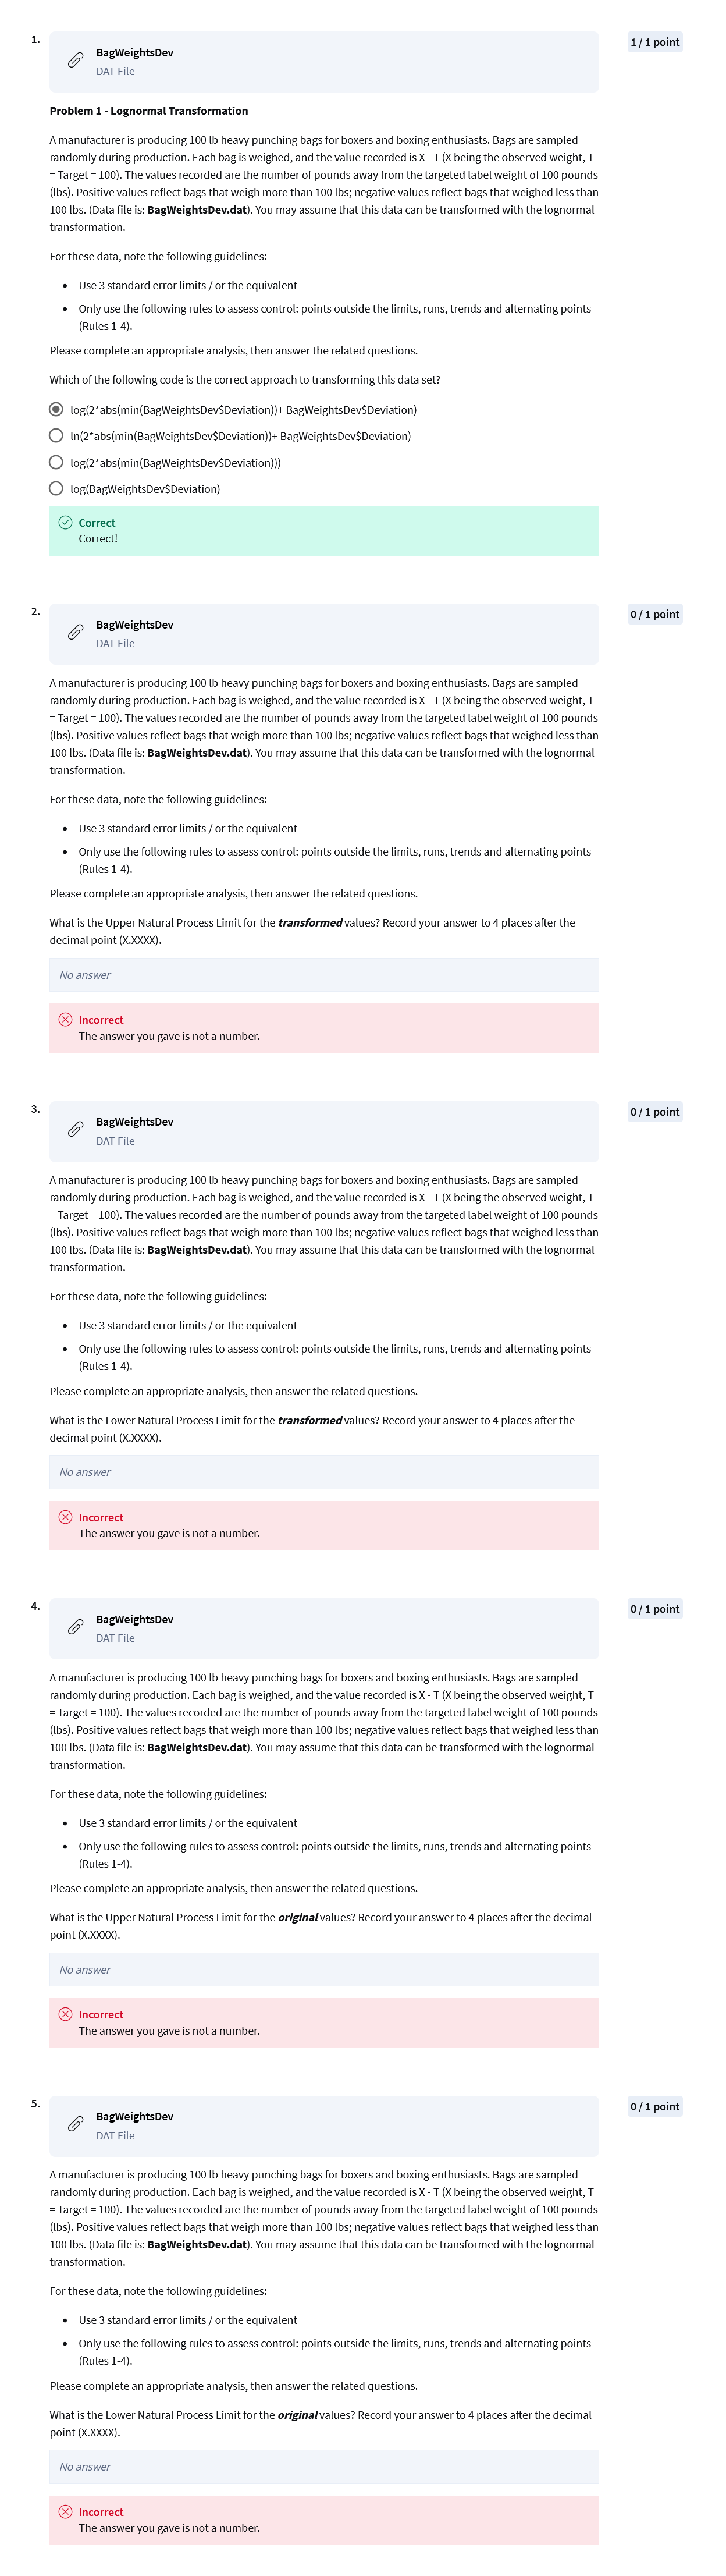 1.
BagWeightsDev
DAT File
1 / 1 point
Problem 1 - Lognormal Transformation
A manufacturer is producing 100 lb heavy punching bags for boxers and boxing enthusiasts. Bags are sampled
randomly during production. Each bag is weighed, and the value recorded is X - T (X being the observed weight, T
= Target = 100). The values recorded are the number of pounds away from the targeted label weight of 100 pounds
(lbs). Positive values reflect bags that weigh more than 100 lbs; negative values reflect bags that weighed less than
100 lbs. (Data file is: BagWeightsDev.dat). You may assume that this data can be transformed with the lognormal
transformation.
For these data, note the following guidelines:
• Use 3 standard error limits / or the equivalent
• Only use the following rules to assess control: points outside the limits, runs, trends and alternating points
(Rules 1-4).
Please complete an appropriate analysis, then answer the related questions.
Which of the following code is the correct approach to transforming this data set?
log(2*abs(min(BagWeightsDev$Deviation))+ BagWeightsDev$Deviation)
ln(2*abs(min(BagWeightsDev$Deviation))+ BagWeightsDev$Deviation)
log(2*abs(min(BagWeightsDev$Deviation)))
log(BagWeightsDev$Deviation)
Correct
Correct!
2.
BagWeightsDev
DAT File
0 / 1 point
A manufacturer is producing 100 lb heavy punching bags for boxers and boxing enthusiasts. Bags are sampled
randomly during production. Each bag is weighed, and the value recorded is X - T (X being the observed weight, T
= Target = 100). The values recorded are the number of pounds away from the targeted label weight of 100 pounds
(lbs). Positive values reflect bags that weigh more than 100 lbs; negative values reflect bags that weighed less than
100 lbs. (Data file is: BagWeightsDev.dat). You may assume that this data can be transformed with the lognormal
transformation.
For these data, note the following guidelines:
• Use 3 standard error limits / or the equivalent
• Only use the following rules to assess control: points outside the limits, runs, trends and alternating points
(Rules 1-4).
Please complete an appropriate analysis, then answer the related questions.
What is the Upper Natural Process Limit for the transformed values? Record your answer to 4 places after the
decimal point (X.XXXX).
No answer
Incorrect
The answer you gave is not a number.
3.
BagWeightsDev
DAT File
0 / 1 point
A manufacturer is producing 100 lb heavy punching bags for boxers and boxing enthusiasts. Bags are sampled
randomly during production. Each bag is weighed, and the value recorded is X - T (X being the observed weight, T
= Target = 100). The values recorded are the number of pounds away from the targeted label weight of 100 pounds
(lbs). Positive values reflect bags that weigh more than 100 lbs; negative values reflect bags that weighed less than
100 lbs. (Data file is: BagWeightsDev.dat). You may assume that this data can be transformed with the lognormal
transformation.
For these data, note the following guidelines:
• Use 3 standard error limits / or the equivalent
• Only use the following rules to assess control: points outside the limits, runs, trends and alternating points
(Rules 1-4).
Please complete an appropriate analysis, then answer the related questions.
What is the Lower Natural Process Limit for the transformed values? Record your answer to 4 places after the
decimal point (X.XXXX).
No answer
Incorrect
The answer you gave is not a number.
4.
BagWeightsDev
DAT File
0 / 1 point
A manufacturer is producing 100 lb heavy punching bags for boxers and boxing enthusiasts. Bags are sampled
randomly during production. Each bag is weighed, and the value recorded is X - T (X being the observed weight, T
= Target = 100). The values recorded are the number of pounds away from the targeted label weight of 100 pounds
(lbs). Positive values reflect bags that weigh more than 100 lbs; negative values reflect bags that weighed less than
100 lbs. (Data file is: BagWeightsDev.dat). You may assume that this data can be transformed with the lognormal
transformation.
For these data, note the following guidelines:
• Use 3 standard error limits / or the equivalent
• Only use the following rules to assess control: points outside the limits, runs, trends and alternating points
(Rules 1-4).
Please complete an appropriate analysis, then answer the related questions.
What is the Upper Natural Process Limit for the original values? Record your answer to 4 places after the decimal
point (X.XXXX).
No answer
Incorrect
The answer you gave is not a number.
5.
BagWeightsDev
DAT File
0 / 1 point
A manufacturer is producing 100 lb heavy punching bags for boxers and boxing enthusiasts. Bags are sampled
randomly during production. Each bag is weighed, and the value recorded is X - T (X being the observed weight, T
= Target = 100). The values recorded are the number of pounds away from the targeted label weight of 100 pounds
(lbs). Positive values reflect bags that weigh more than 100 lbs; negative values reflect bags that weighed less than
100 lbs. (Data file is: BagWeightsDev.dat). You may assume that this data can be transformed with the lognormal
transformation.
For these data, note the following guidelines:
• Use 3 standard error limits / or the equivalent
• Only use the following rules to assess control: points outside the limits, runs, trends and alternating points
(Rules 1-4).
Please complete an appropriate analysis, then answer the related questions.
What is the Lower Natural Process Limit for the original values? Record your answer to 4 places after the decimal
point (X.XXXX).
No answer
Incorrect
The answer you gave is not a number.